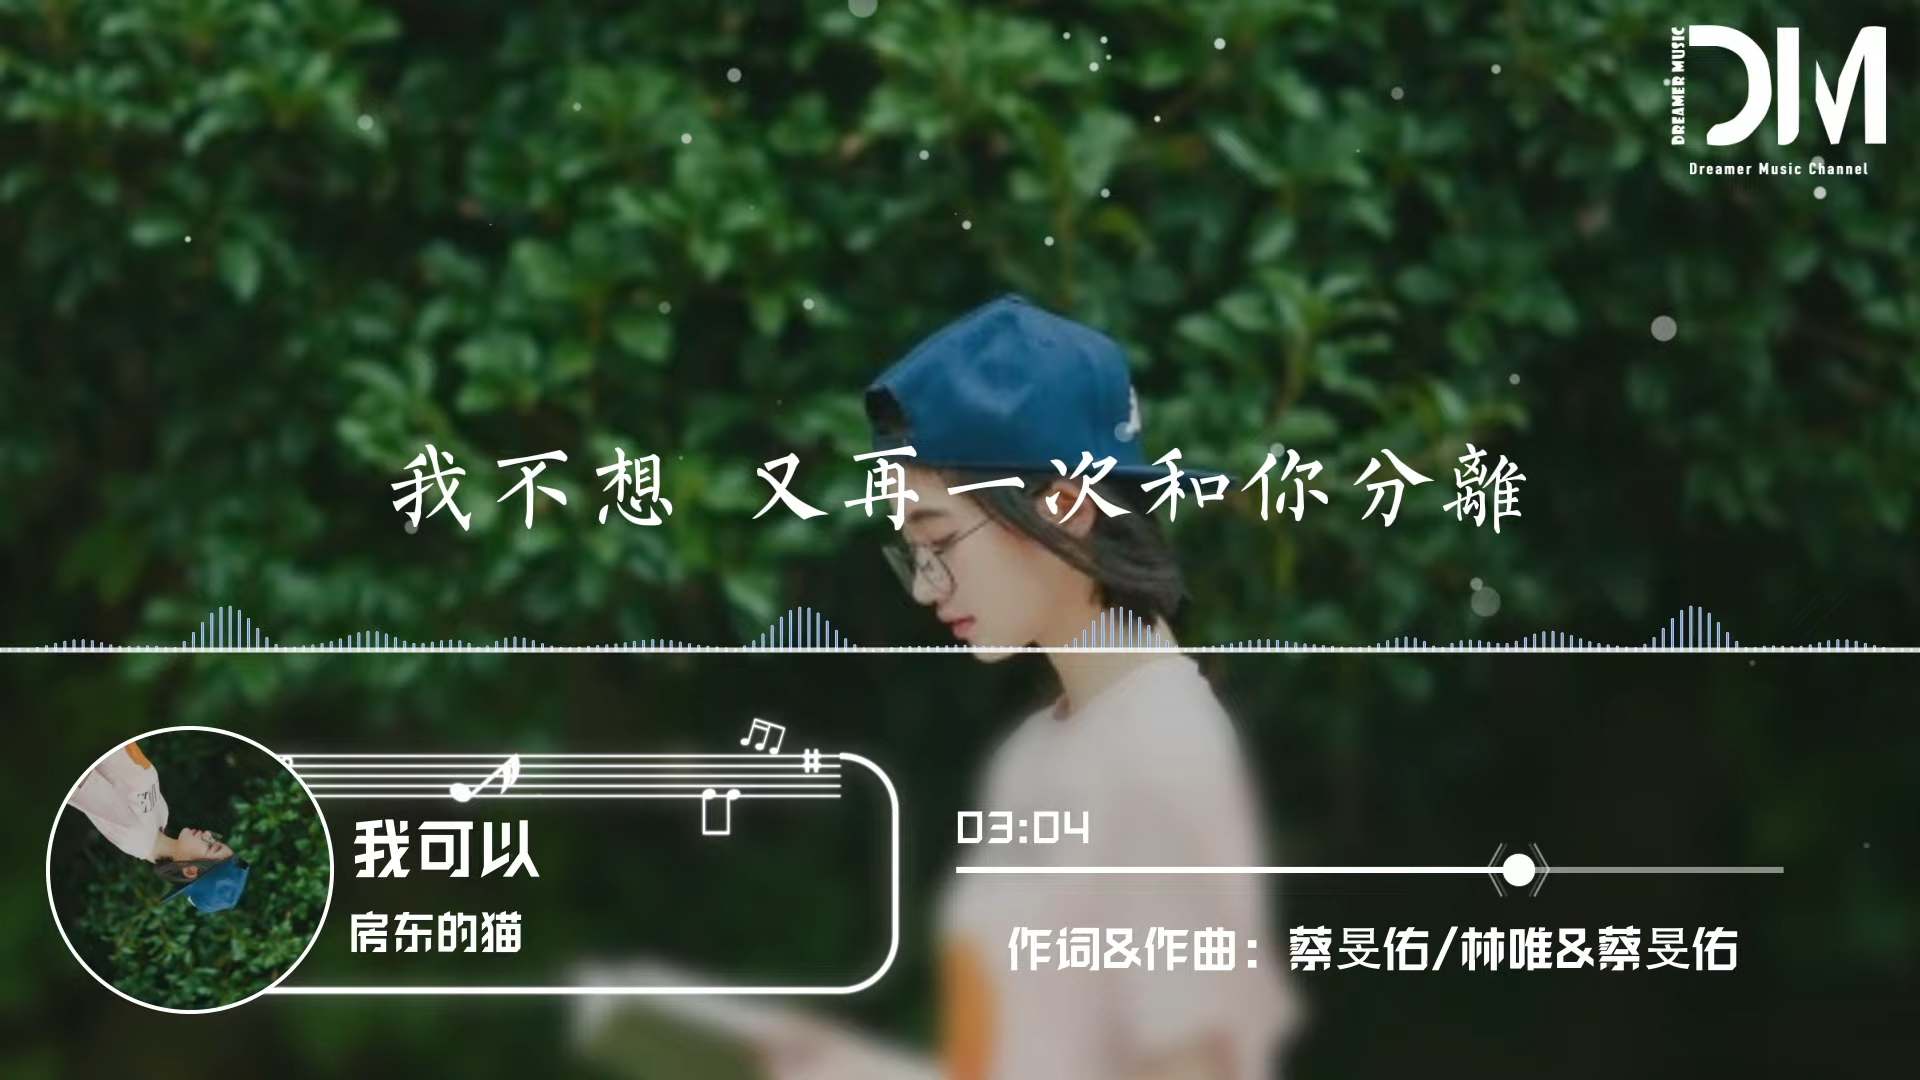 DREAMER MUSIC
DM
Dreamer Music Channel
我不想 又再一次和你分離
我可以
房东的猫
03:04
作词&作曲：蔡旻佑/林唯&蔡旻佑